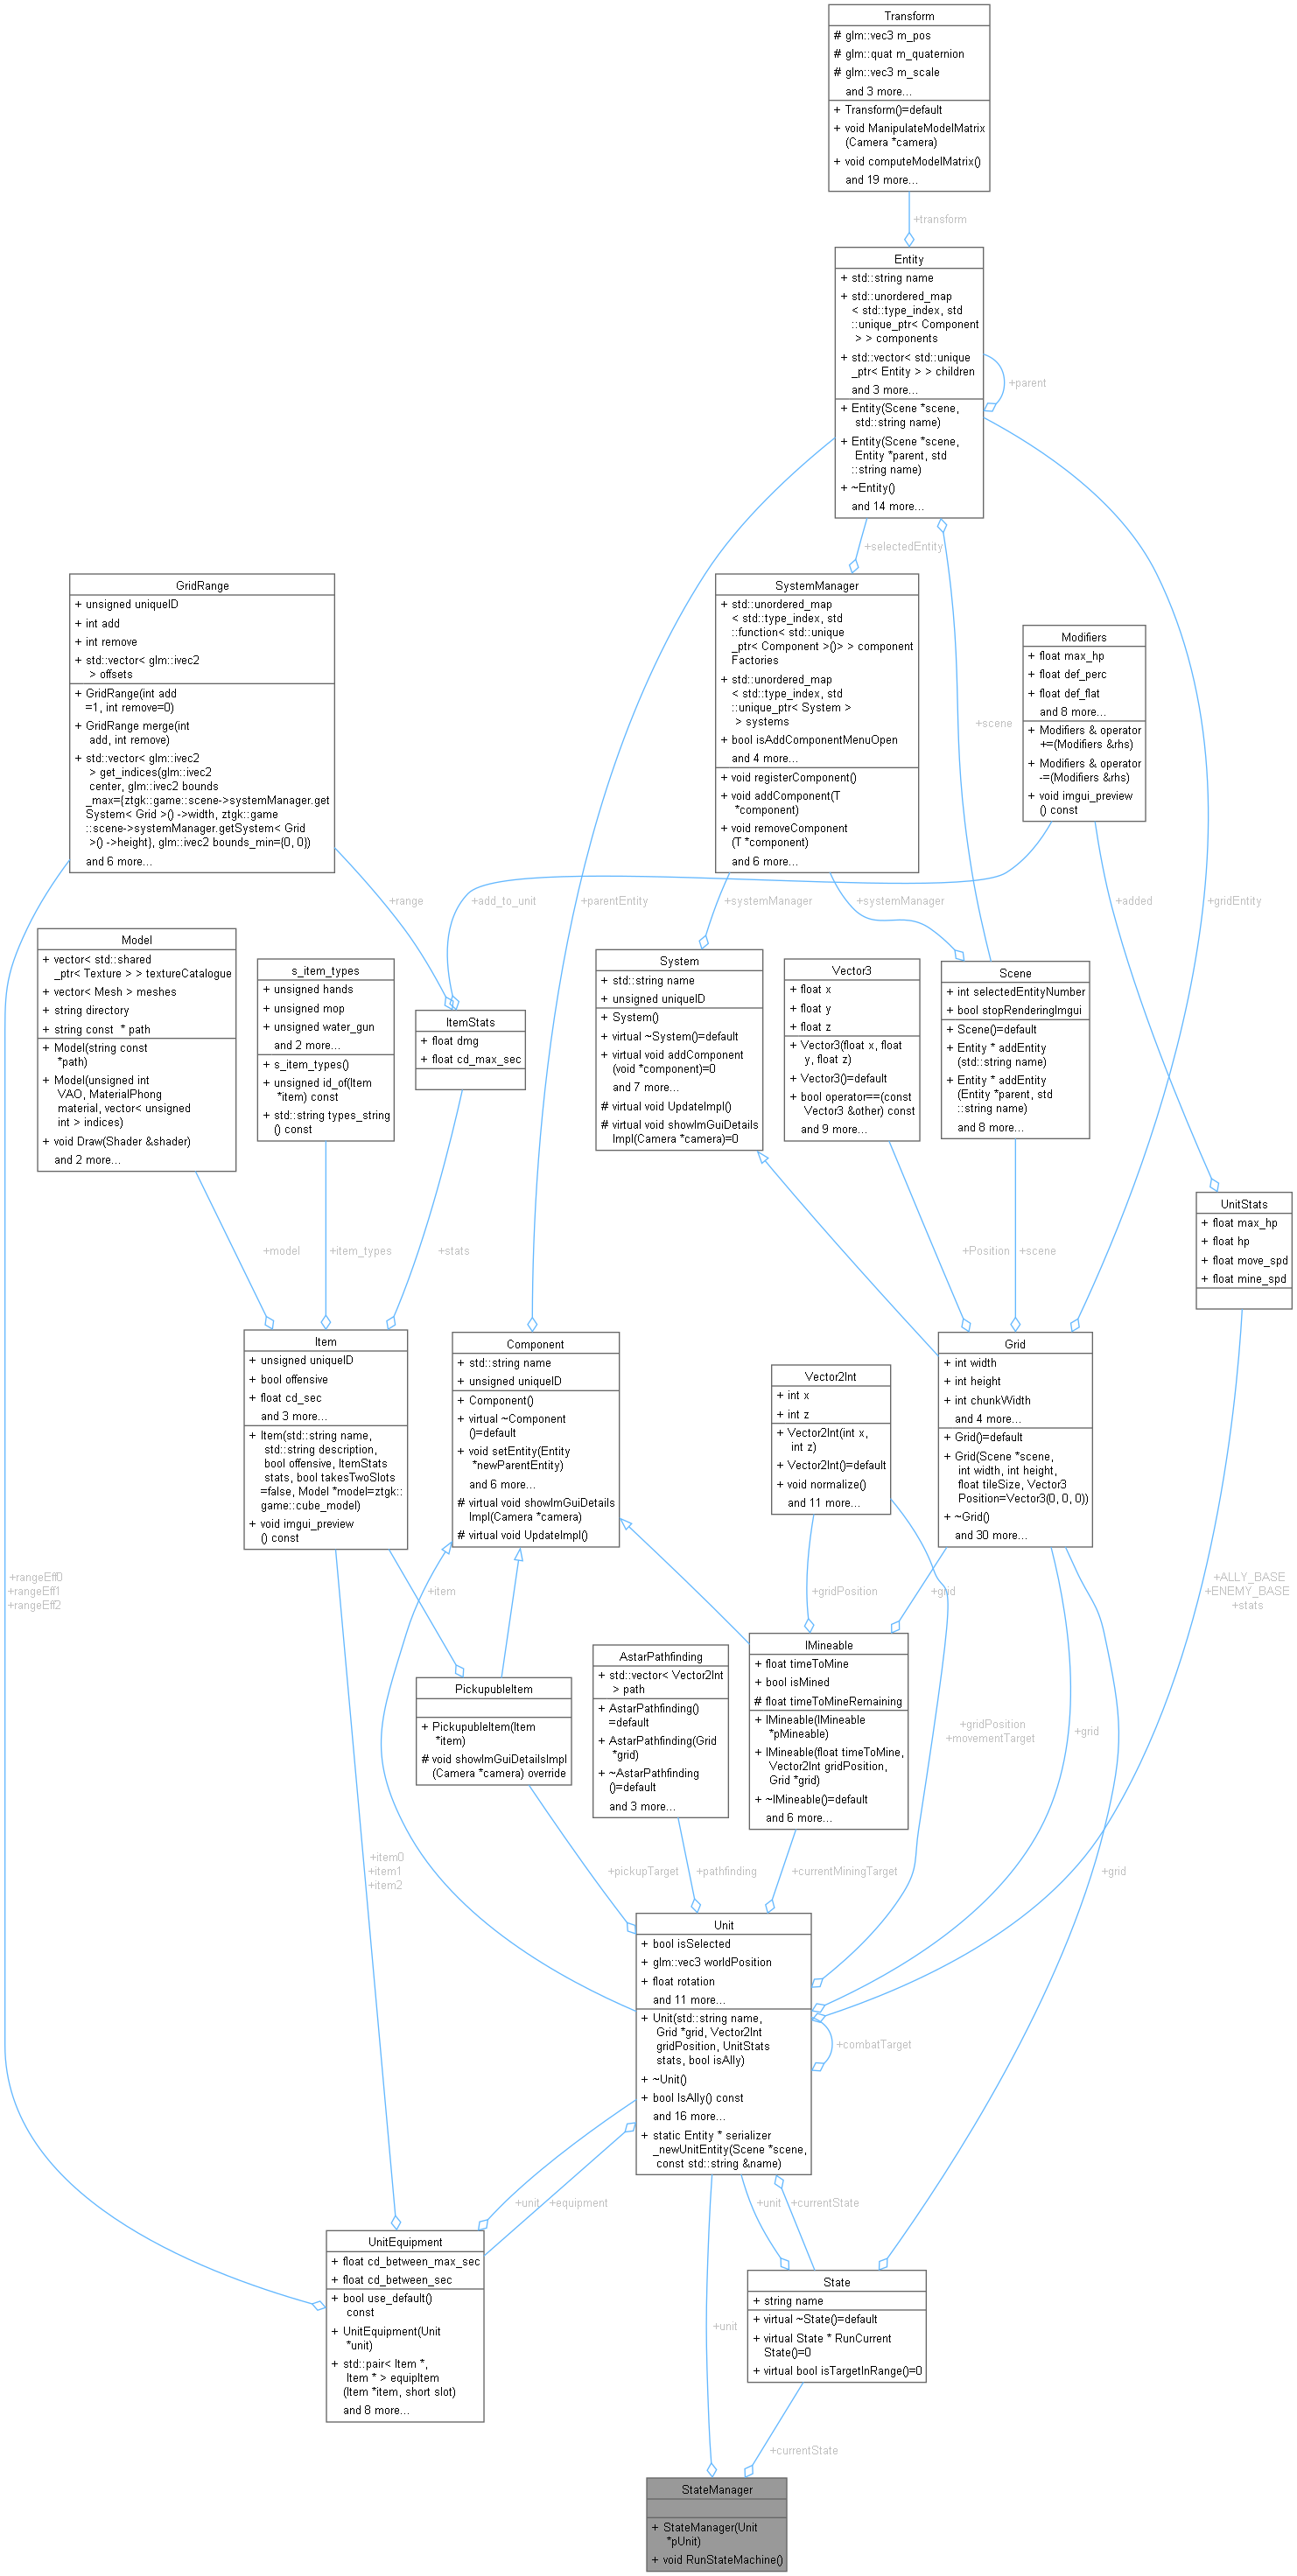 Transform
# glm::vec3 m_pos
# glm::quat m_quaternion
# glm::vec3 m_scale
and 3 more...
+ Transform()=default
+ void ManipulateModelMatrix
(Camera *camera)
+ void computeModelMatrix()
and 19 more...
+transform
Entity
+ std::string name
+ std::unordered_map
< std::type_index, std
::unique_ptr< Component
> > components
+ std::vector< std::unique
_ptr< Entity > > children
and 3 more...
+ Entity(Scene *scene,
std::string name)
+ Entity(Scene *scene,
Entity *parent, std
::string name)
+ ~Entity()
and 14 more...
+parent
+selectedEntity
GridRange
+ unsigned uniqueID
+ int add
+ int remove
+ std::vector< glm::ivec2
> offsets
+ GridRange(int add
=1, int remove=0)
+ GridRange merge(int
add, int remove)
+ std::vector< glm::ivec2
> get_indices(glm::ivec2
center, glm::ivec2 bounds
_max={ztgk::game::scene->systemManager.get
System< Grid >() ->width, ztgk::game
::scene->systemManager.getSystem< Grid
>() ->height}, glm::ivec2 bounds_min={0, 0})
and 6 more...
SystemManager
+ std::unordered_map
< std::type_index, std
::function< std::unique
_ptr< Component >()> > component
Factories
+ std::unordered_map
< std::type_index, std
::unique_ptr< System >
> systems
+ bool isAddComponentMenuOpen
and 4 more...
+ void registerComponent()
+ void addComponent(T
*component)
+ void removeComponent
(T *component)
and 6 more...
+scene
Modifiers
+ float max_hp
+ float def_perc
+ float def_flat
and 8 more...
+ Modifiers & operator
+=(Modifiers &rhs)
+ Modifiers & operator
-=(Modifiers &rhs)
+ void imgui_preview
() const
+range
+add_to_unit
+parentEntity
+systemManager
+systemManager
+added
+gridEntity
Model
+ vector< std::shared
_ptr< Texture > > textureCatalogue
+ vector< Mesh > meshes
+ string directory
+ string const * path
+ Model(string const
*path)
+ Model(unsigned int
VAO, MaterialPhong
material, vector< unsigned
int > indices)
+ void Draw(Shader &shader)
and 2 more...
s_item_types
+ unsigned hands
+ unsigned mop
+ unsigned water_gun
and 2 more...
+ s_item_types()
+ unsigned id_of(Item
*item) const
+ std::string types_string
() const
ItemStats
+ float dmg
+ float cd_max_sec
System
+ std::string name
+ unsigned uniqueID
+ System()
+ virtual ~System()=default
+ virtual void addComponent
(void *component)=0
and 7 more...
# virtual void UpdateImpl()
# virtual void showImGuiDetails
Impl(Camera *camera)=0
Vector3
+ float x
+ float y
+ float z
+ Vector3(float x, float
y, float z)
+ Vector3()=default
+ bool operator==(const
Vector3 &other) const
and 9 more...
Scene
+ int selectedEntityNumber
+ bool stopRenderingImgui
+ Scene()=default
+ Entity * addEntity
(std::string name)
+ Entity * addEntity
(Entity *parent, std
::string name)
and 8 more...
UnitStats
+ float max_hp
+ float hp
+ float move_spd
+ float mine_spd
+model
+item_types
+stats
+Position
+scene
Item
+ unsigned uniqueID
+ bool offensive
+ float cd_sec
and 3 more...
+ Item(std::string name,
std::string description,
bool offensive, ItemStats
stats, bool takesTwoSlots
=false, Model *model=ztgk::
game::cube_model)
+ void imgui_preview
() const
Component
+ std::string name
+ unsigned uniqueID
+ Component()
+ virtual ~Component
()=default
+ void setEntity(Entity
*newParentEntity)
and 6 more...
# virtual void showImGuiDetails
Impl(Camera *camera)
# virtual void UpdateImpl()
Vector2Int
+ int x
+ int z
+ Vector2Int(int x,
int z)
+ Vector2Int()=default
+ void normalize()
and 11 more...
Grid
+ int width
+ int height
+ int chunkWidth
and 4 more...
+ Grid()=default
+ Grid(Scene *scene,
int width, int height,
float tileSize, Vector3
Position=Vector3(0, 0, 0))
+ ~Grid()
and 30 more...
+rangeEff0
+rangeEff1
+rangeEff2
+item
+gridPosition
+grid
+ALLY_BASE
+ENEMY_BASE
+stats
PickupubleItem
+ PickupubleItem(Item
*item)
# void showImGuiDetailsImpl
(Camera *camera) override
AstarPathfinding
+ std::vector< Vector2Int
> path
+ AstarPathfinding()
=default
+ AstarPathfinding(Grid
*grid)
+ ~AstarPathfinding
()=default
and 3 more...
IMineable
+ float timeToMine
+ bool isMined
# float timeToMineRemaining
+ IMineable(IMineable
*pMineable)
+ IMineable(float timeToMine,
Vector2Int gridPosition,
Grid *grid)
+ ~IMineable()=default
and 6 more...
+gridPosition
+movementTarget
+grid
+item0
+item1
+item2
+pickupTarget
+pathfinding
+currentMiningTarget
+grid
Unit
+ bool isSelected
+ glm::vec3 worldPosition
+ float rotation
and 11 more...
+ Unit(std::string name,
Grid *grid, Vector2Int
gridPosition, UnitStats
stats, bool isAlly)
+ ~Unit()
+ bool IsAlly() const
and 16 more...
+ static Entity * serializer
_newUnitEntity(Scene *scene,
const std::string &name)
+combatTarget
+unit
+equipment
+unit
+currentState
UnitEquipment
+ float cd_between_max_sec
+ float cd_between_sec
+ bool use_default()
const
+ UnitEquipment(Unit
*unit)
+ std::pair< Item *,
Item * > equipItem
(Item *item, short slot)
and 8 more...
+unit
State
+ string name
+ virtual ~State()=default
+ virtual State * RunCurrent
State()=0
+ virtual bool isTargetInRange()=0
+currentState
StateManager
+ StateManager(Unit
*pUnit)
+ void RunStateMachine()